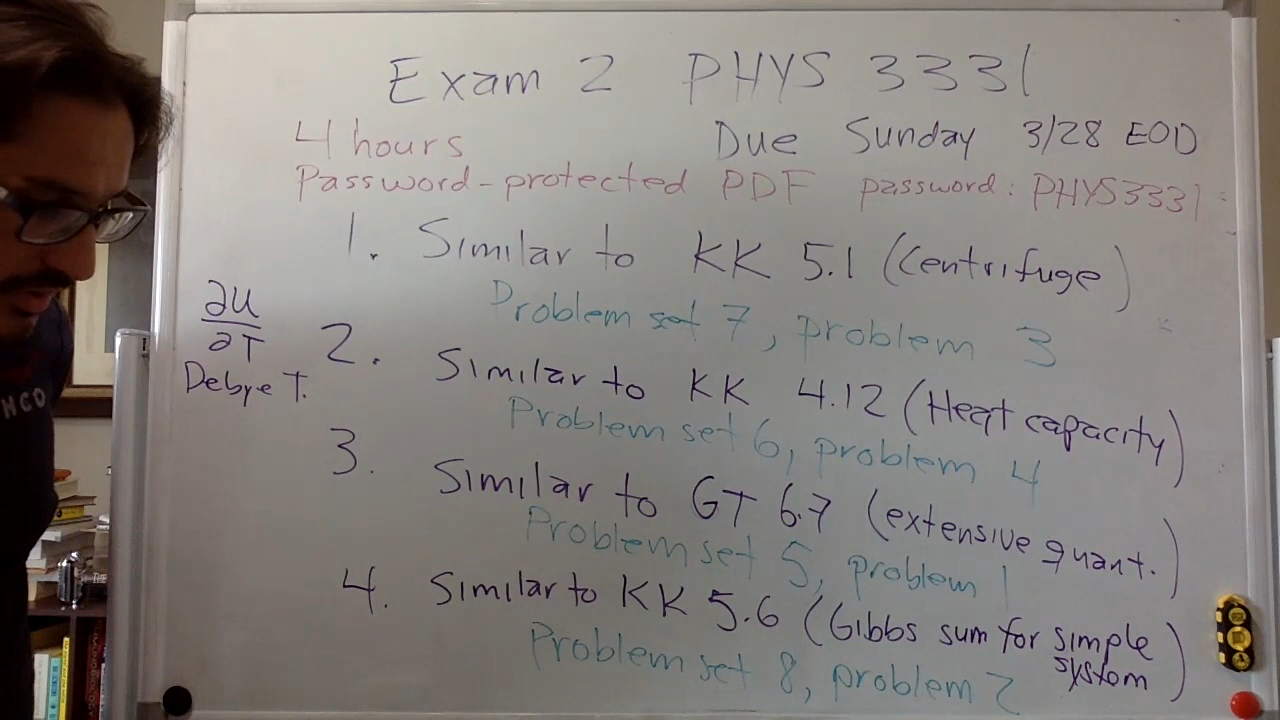 Exam 2 PHYS 3331
4 hours Due Sunday 3/28 EOD
Password-protected PDF password: PHYS3331
1. Similar to KK 5.1 (Centrifuge)
Problem set 7, problem 3
∂U/∂T
Debye T.
2. Similar to KK 4.12 (Heat capacity)
Problem set 6, problem 4
3. Similar to GT 6.7 (extensive quant.)
Problem set 5, problem 1
4. Similar to KK 5.6 (Gibbs sum for simple system)
Problem set 8, problem 2
HCO